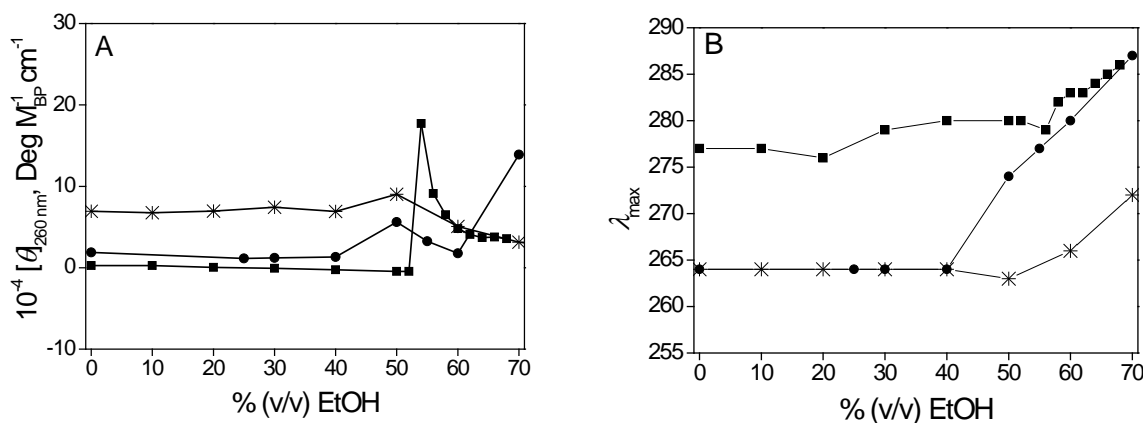 A
30
20
10
0
-10
10⁻⁴ [θ]₂₆₀ ₙₘ, Deg M⁻¹BP cm⁻¹
0 10 20 30 40 50 60 70
% (v/v) EtOH
B
290
285
280
275
270
265
260
255
λmax
0 10 20 30 40 50 60 70
% (v/v) EtOH